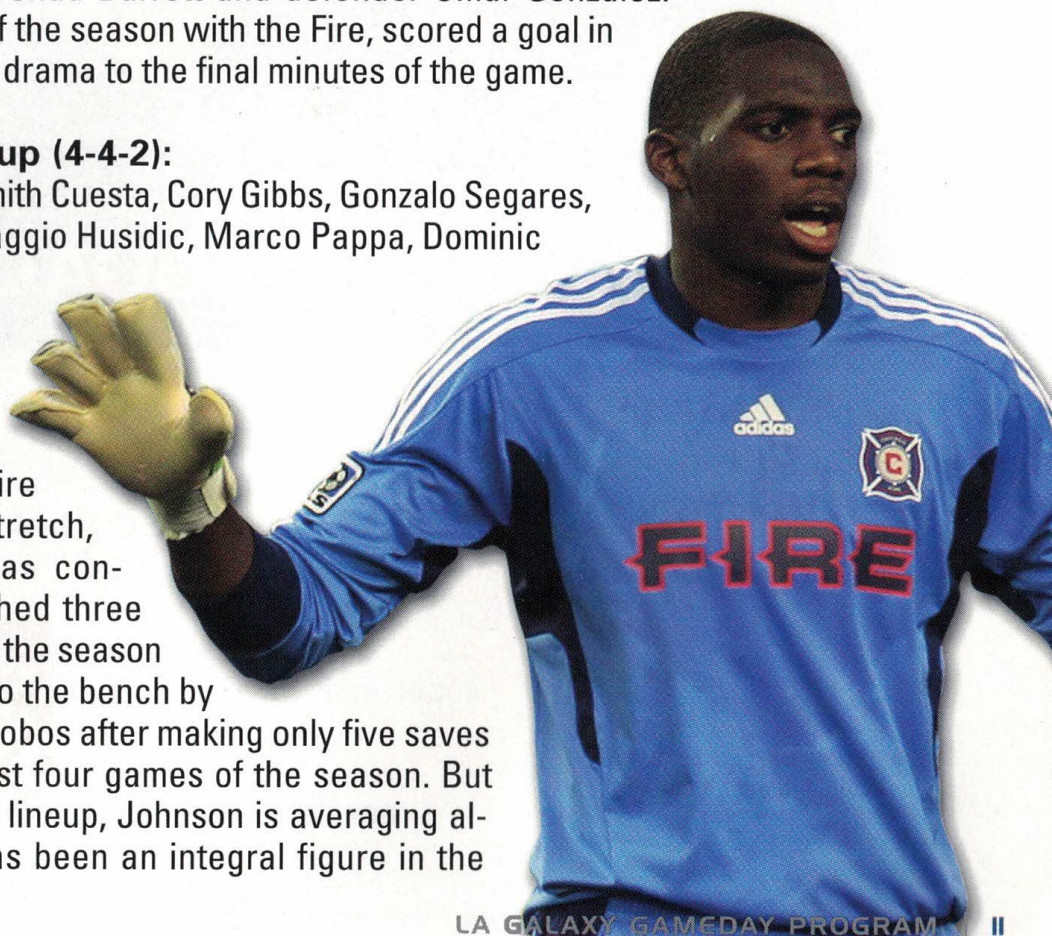 f the season with the Fire, scored a goal in
drama to the final minutes of the game.
up (4-4-2):
Cuesta, Cory Gibbs, Gonzalo Segares,
Husidic, Marco Pappa, Dominic
ire
tretch,
as con-
hed three
the season
o the bench by
obos after making only five saves
st four games of the season. But
lineup, Johnson is averaging al-
as been an integral figure in the
adidas
C
FIRE
LA GALAXY GAMEDAY PROGRAM 11